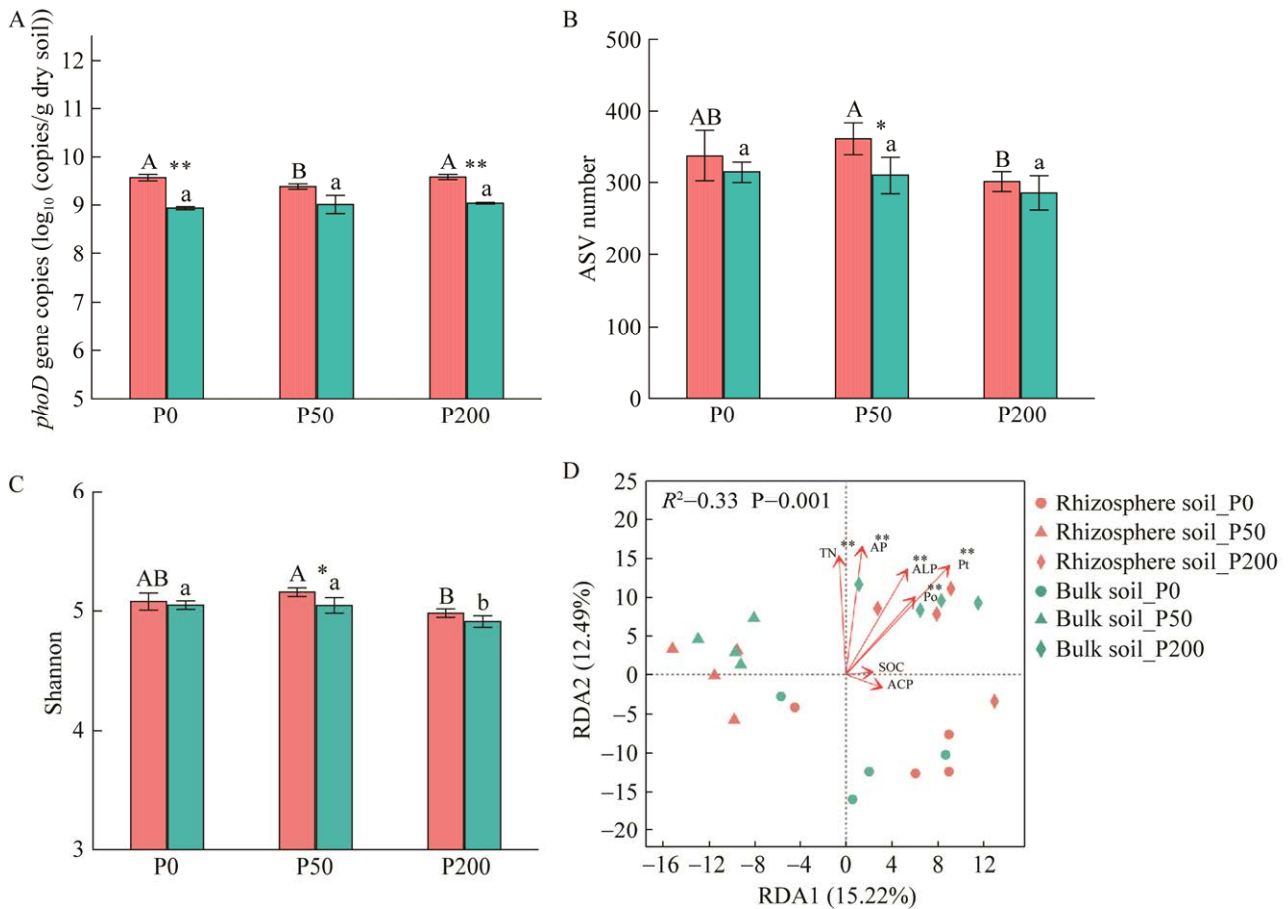 A
phoD gene copies (log₁₀ (copies/g dry soil))
12
11
10
9
8
7
6
5
A
**
a
B
a
A
**
a
P0
P50
P200
B
ASV number
500
400
300
200
100
0
AB
a
A
*
a
B
a
P0
P50
P200
C
Shannon
6
5
4
3
AB
a
A
*
a
B
b
P0
P50
P200
D
RDA2 (12.49%)
25
20
15
10
5
0
−5
−10
−15
−20
R²−0.33 P−0.001
TN
**
AP
**
ALP
**
Pt
**
Po
**
SOC
ACP
−16
−12
−8
−4
0
4
8
12
RDA1 (15.22%)
Rhizosphere soil_P0
Rhizosphere soil_P50
Rhizosphere soil_P200
Bulk soil_P0
Bulk soil_P50
Bulk soil_P200